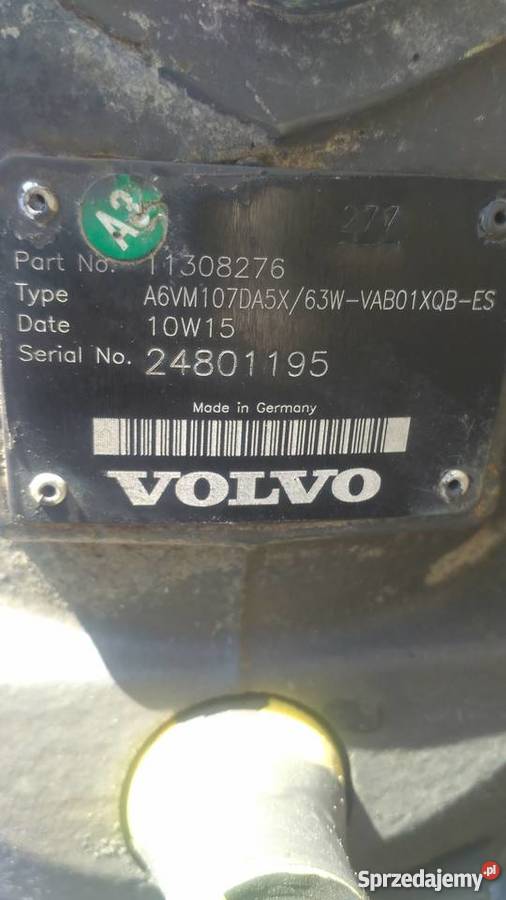 A2
277
Part No. 11308276
Type A6VM107DA5X/63W-VAB01XQB-ES
Date 10W15
Serial No. 24801195
Made in Germany
VOLVO
Sprzedajemy.pl